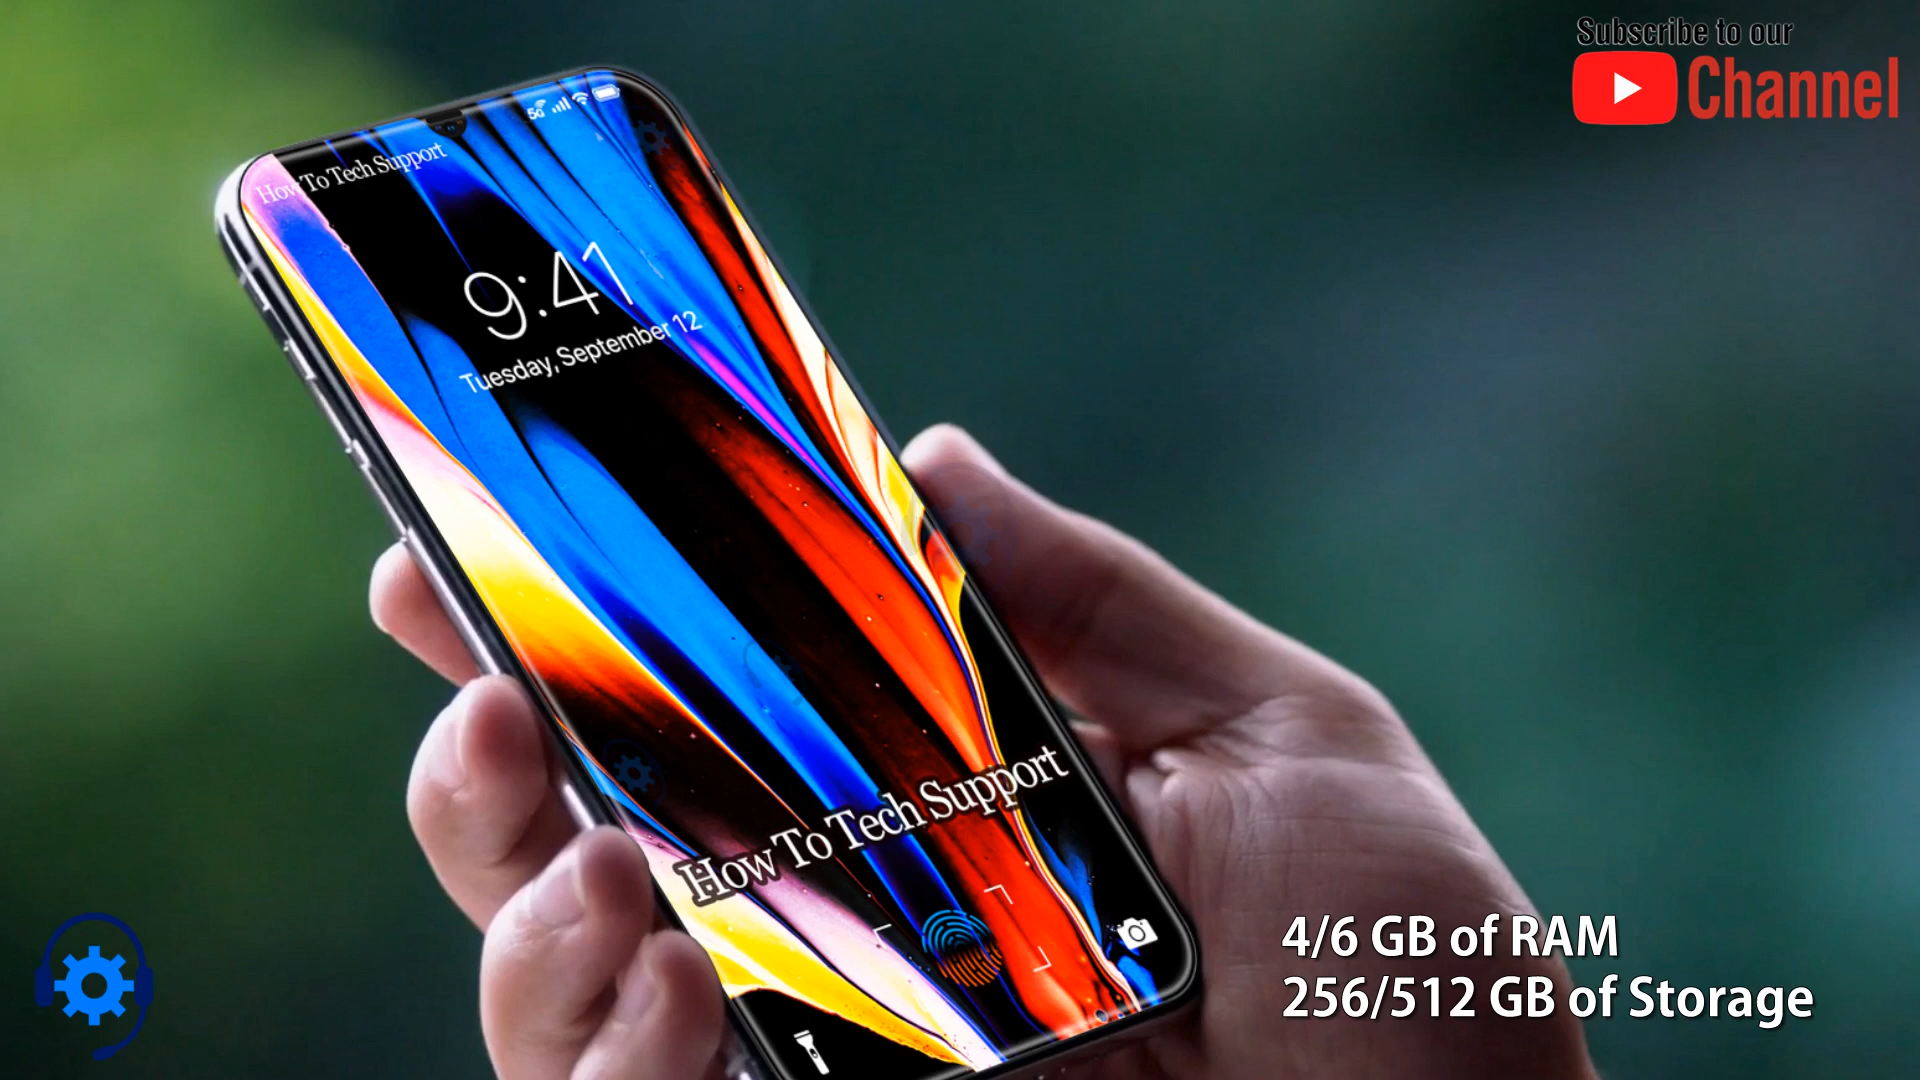 Subscribe to our
Channel
5G
How To Tech Support
9:41
Tuesday, September 12
How To Tech Support
4/6 GB of RAM
256/512 GB of Storage